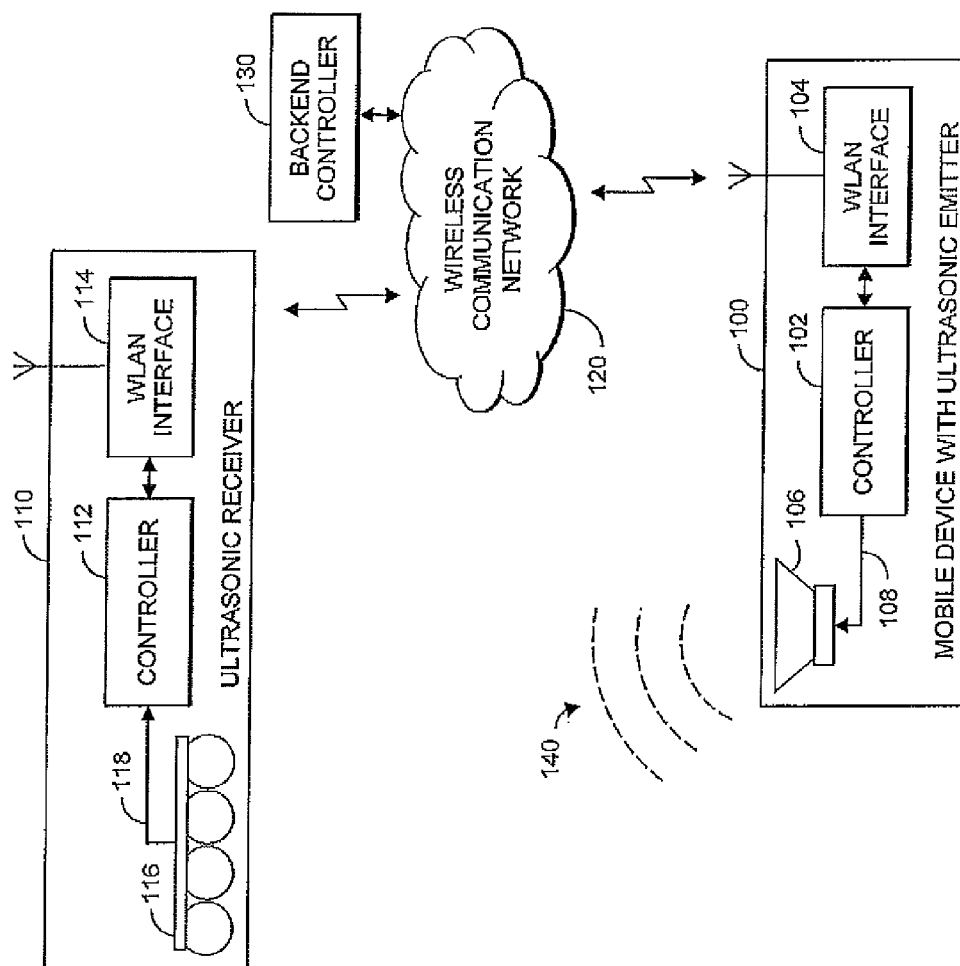 110
112
114
CONTROLLER
WLAN
INTERFACE
118
116
ULTRASONIC RECEIVER
130
BACKEND
CONTROLLER
WIRELESS
COMMUNICATION
NETWORK
120
140
100
106
102
104
CONTROLLER
WLAN
INTERFACE
108
MOBILE DEVICE WITH ULTRASONIC EMITTER